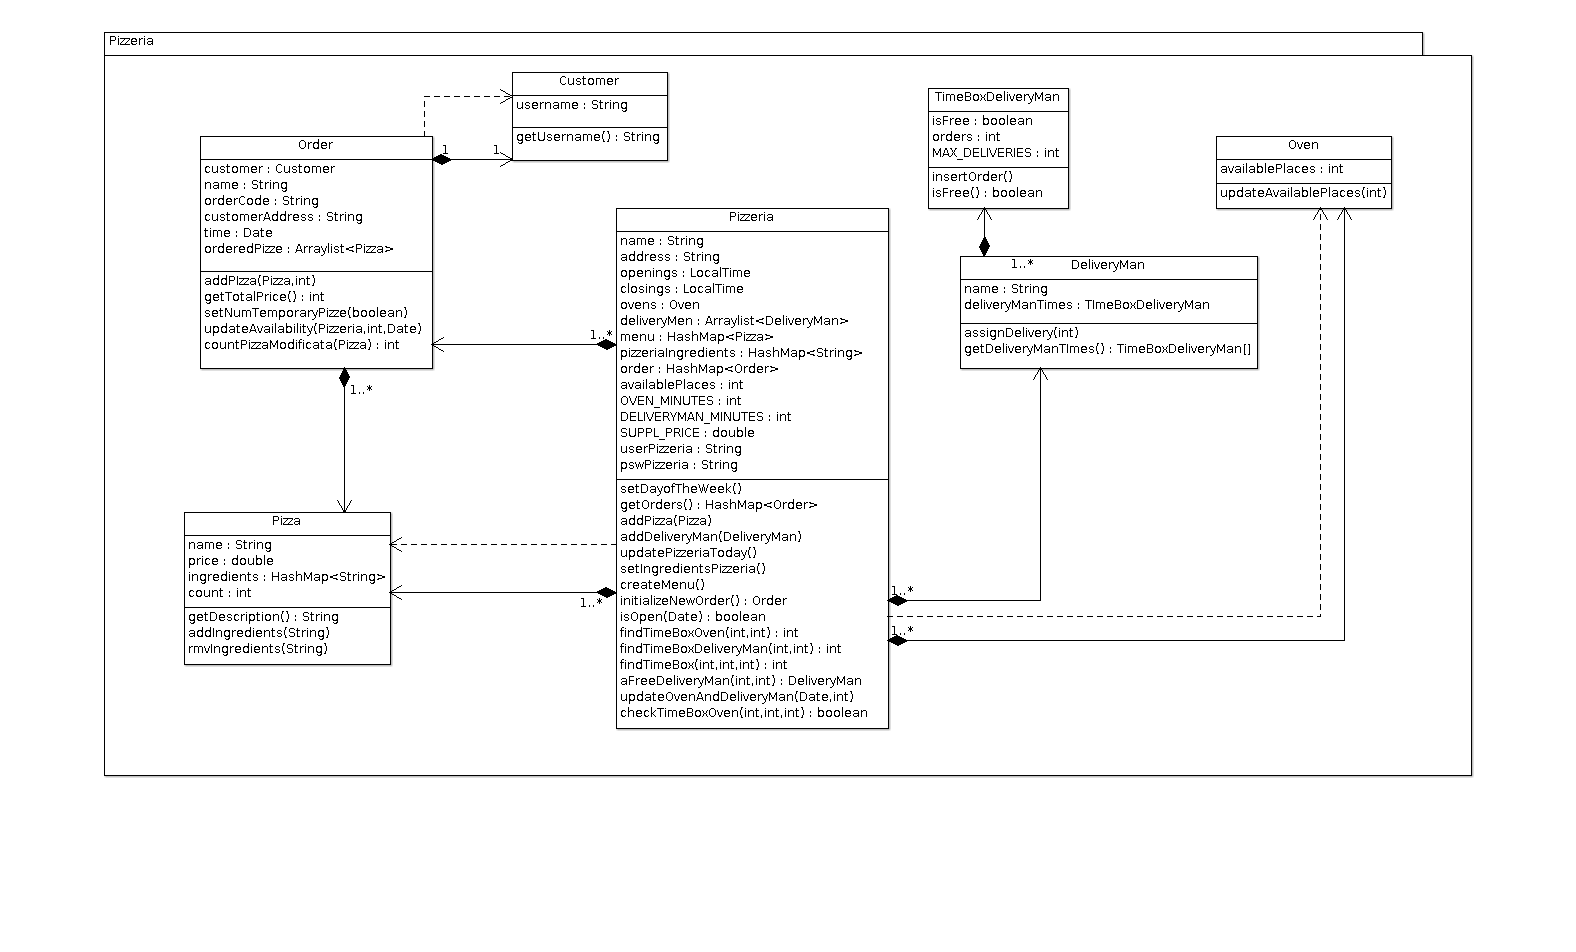 Pizzeria
Customer
username : String
getUsername() : String
1
1
Order
customer : Customer
name : String
orderCode : String
customerAddress : String
time : Date
orderedPizze : Arraylist<Pizza>
addPIzza(Pizza,int)
getTotalPrice() : int
setNumTemporaryPizze(boolean)
updateAvailability(Pizzeria,int,Date)
countPizzaModificata(Pizza) : int
1..*
1..*
Pizza
name : String
price : double
ingredients : HashMap<String>
count : int
getDescription() : String
addIngredients(String)
rmvIngredients(String)
1..*
Pizzeria
name : String
address : String
openings : LocalTime
closings : LocalTime
ovens : Oven
deliveryMen : Arraylist<DeliveryMan>
menu : HashMap<Pizza>
pizzeriaIngredients : HashMap<String>
order : HashMap<Order>
availablePlaces : int
OVEN_MINUTES : int
DELIVERYMAN_MINUTES : int
SUPPL_PRICE : double
userPizzeria : String
pswPizzeria : String
setDayofTheWeek()
getOrders() : HashMap<Order>
addPizza(Pizza)
addDeliveryMan(DeliveryMan)
updatePizzeriaToday()
setIngredientsPizzeria()
createMenu()
initializeNewOrder() : Order
isOpen(Date) : boolean
findTimeBoxOven(int,int) : int
findTimeBoxDeliveryMan(int,int) : int
findTimeBox(int,int,int) : int
aFreeDeliveryMan(int,int) : DeliveryMan
updateOvenAndDeliveryMan(Date,int)
checkTimeBoxOven(int,int,int) : boolean
1..*
1..*
TimeBoxDeliveryMan
isFree : boolean
orders : int
MAX_DELIVERIES : int
insertOrder()
isFree() : boolean
1..*
DeliveryMan
name : String
deliveryManTimes : TImeBoxDeliveryMan
assignDelivery(int)
getDeliveryManTImes() : TimeBoxDeliveryMan[]
Oven
availablePlaces : int
updateAvailablePlaces(int)